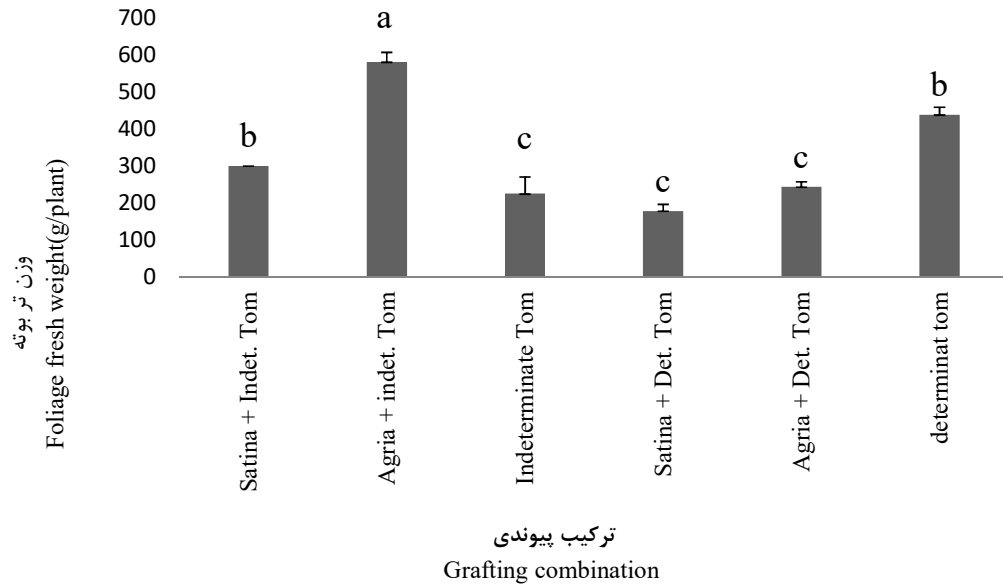 700
600
500
400
300
200
100
0
وزن تر بوته
Foliage fresh weight(g/plant)
b
a
c
c
c
b
Satina + Indet. Tom
Agria + indet. Tom
Indeterminate Tom
Satina + Det. Tom
Agria + Det. Tom
determinat tom
ترکیب پیوندی
Grafting combination